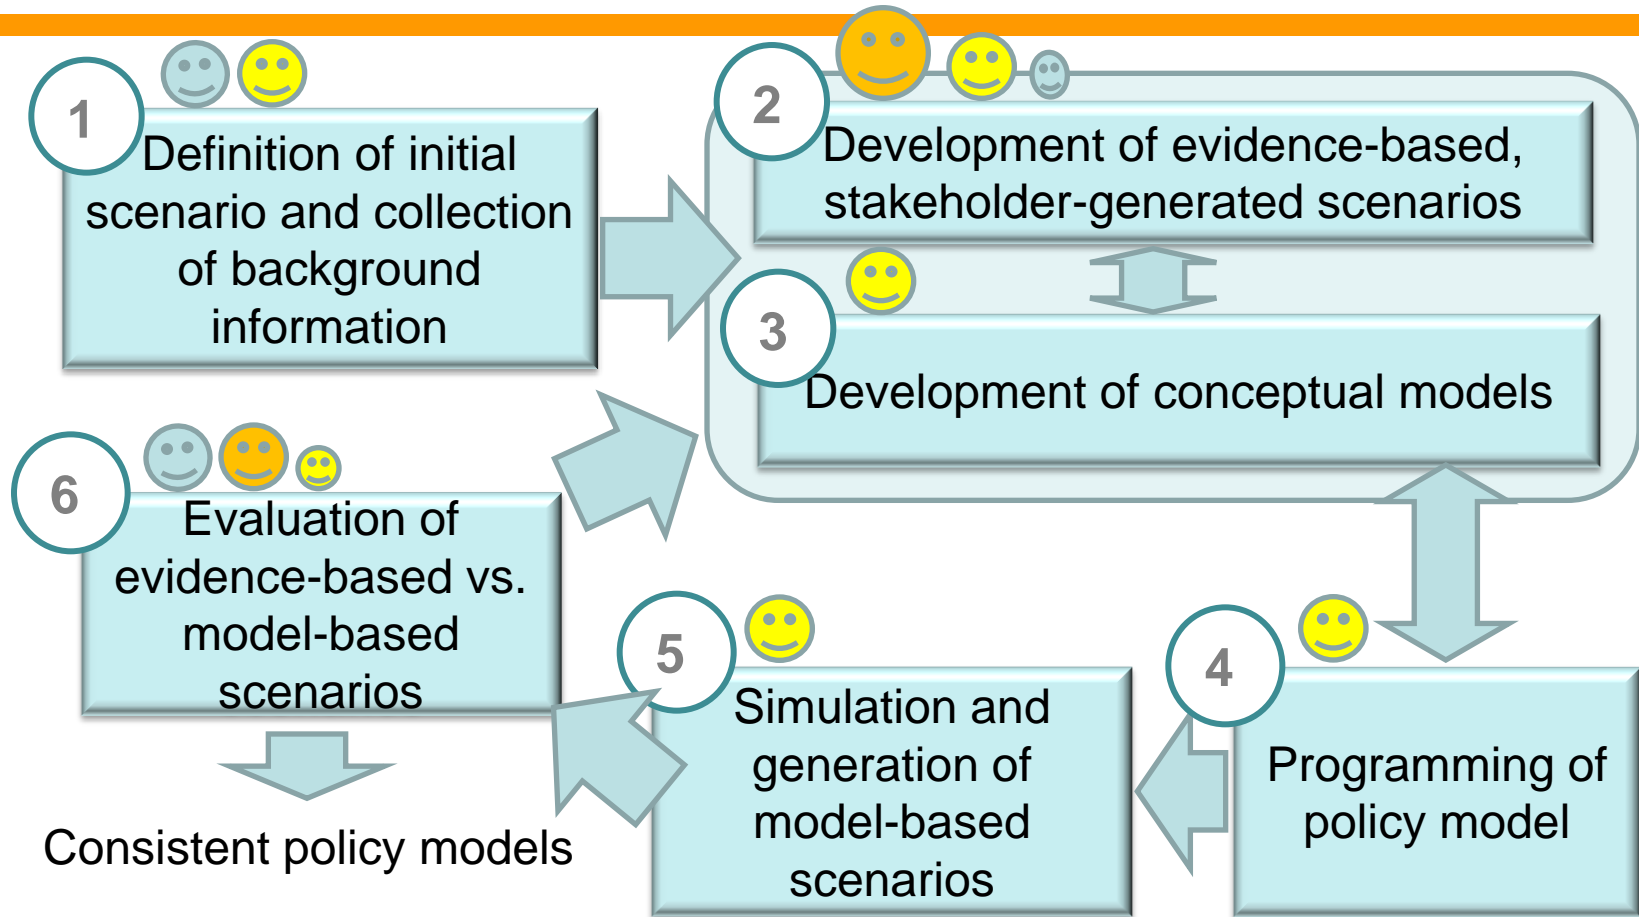 1
Definition of initial
scenario and collection
of background
information
2
Development of evidence-based,
stakeholder-generated scenarios
3
Development of conceptual models
4
Programming of
policy model
5
Simulation and
generation of
model-based
scenarios
6
Evaluation of
evidence-based vs.
model-based
scenarios
Consistent policy models